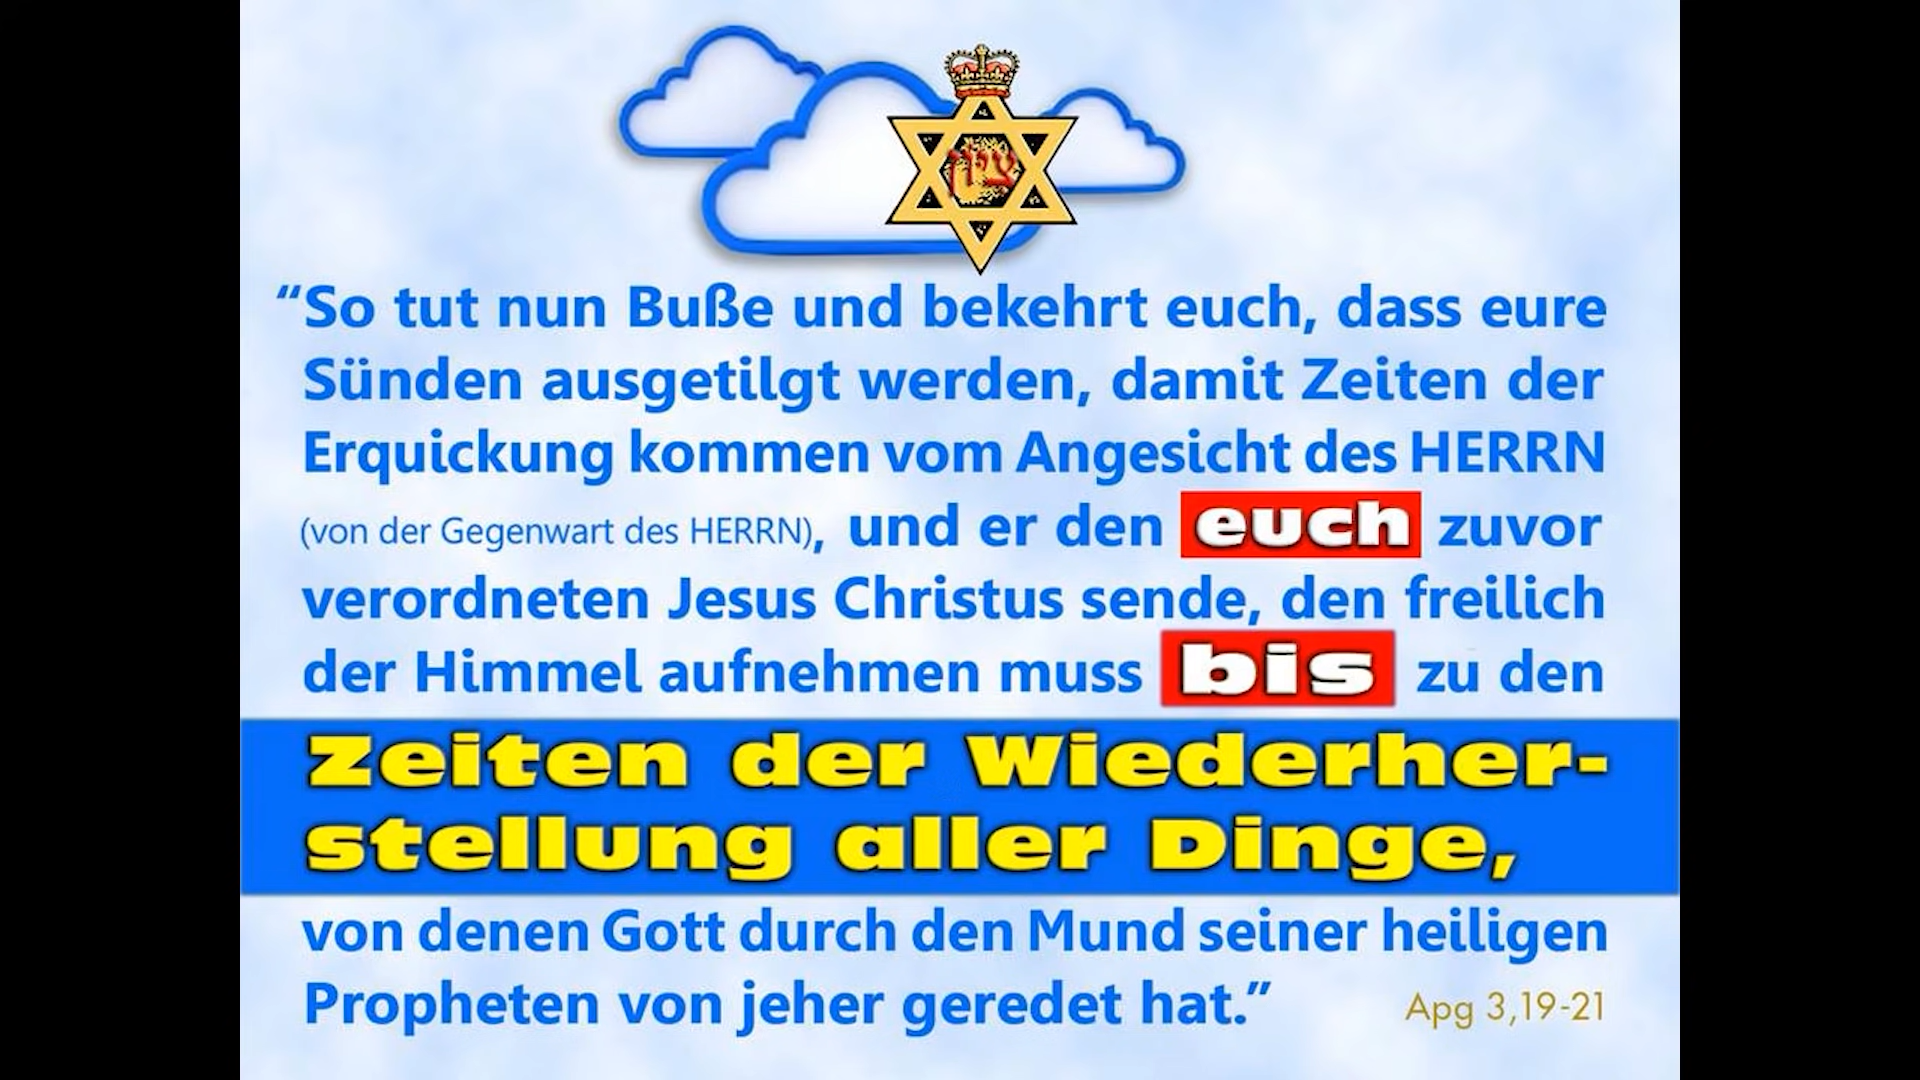 ציון
“So tut nun Buße und bekehrt euch, dass eure
Sünden ausgetilgt werden, damit Zeiten der
Erquickung kommen vom Angesicht des HERRN
(von der Gegenwart des HERRN), und er den euch zuvor
verordneten Jesus Christus sende, den freilich
der Himmel aufnehmen muss bis zu den
Zeiten der Wiederher-
stellung aller Dinge,
von denen Gott durch den Mund seiner heiligen
Propheten von jeher geredet hat.”
Apg 3,19-21